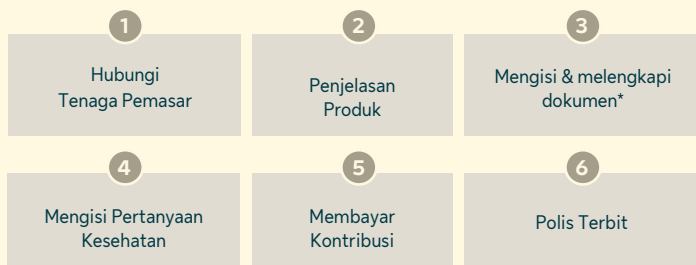 1
Hubungi
Tenaga Pemasar
2
Penjelasan
Produk
3
Mengisi & melengkapi
dokumen*
4
Mengisi Pertanyaan
Kesehatan
5
Membayar
Kontribusi
6
Polis Terbit